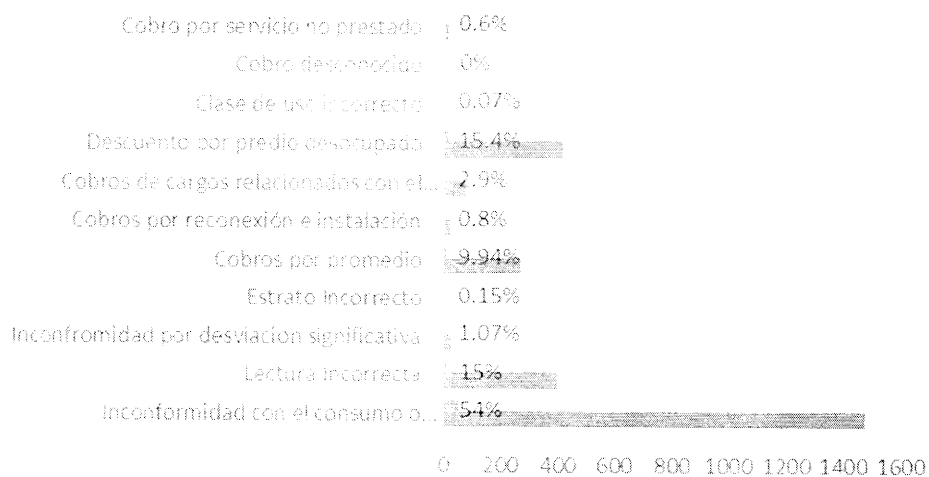 Cobro por servicio no prestado 0.6%
Cobro desconocido 0%
Clase de uso incorrecto 0.07%
Descuento por predio desocupado 15.4%
Cobros de cargos relacionados con el... 2.9%
Cobros por reconexión e instalación 0.8%
Cobros por promedio 9.94%
Estrato Incorrecto 0.15%
Inconfromidad por desviacion significativa 1.07%
Lectura Incorrecta 15%
Inconformidad con el consumo o... 54%
0 200 400 600 800 1000 1200 1400 1600